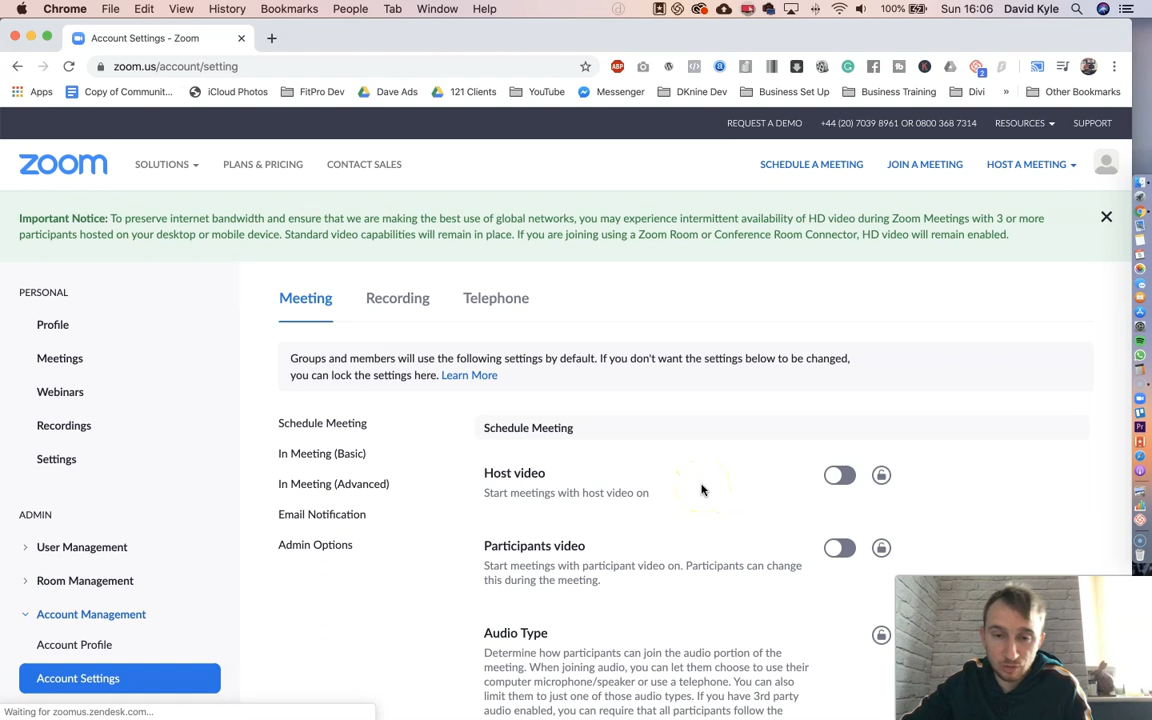 Chrome File Edit View History Bookmarks People Tab Window Help 100% Sun 16:06 David Kyle
Account Settings - Zoom
zoom.us/account/setting
Apps Copy of Communit... iCloud Photos FitPro Dev Dave Ads 121 Clients YouTube Messenger DKnine Dev Business Set Up Business Training Divi » Other Bookmarks
REQUEST A DEMO +44 (20) 7039 8961 OR 0800 368 7314 RESOURCES SUPPORT
zoom SOLUTIONS PLANS & PRICING CONTACT SALES SCHEDULE A MEETING JOIN A MEETING HOST A MEETING
Important Notice: To preserve internet bandwidth and ensure that we are making the best use of global networks, you may experience intermittent availability of HD video during Zoom Meetings with 3 or more
participants hosted on your desktop or mobile device. Standard video capabilities will remain in place. If you are joining using a Zoom Room or Conference Room Connector, HD video will remain enabled.
PERSONAL
Profile
Meetings
Webinars
Recordings
Settings
ADMIN
User Management
Room Management
Account Management
Account Profile
Account Settings
Waiting for zoomus.zendesk.com...
Meeting Recording Telephone
Groups and members will use the following settings by default. If you don't want the settings below to be changed,
you can lock the settings here. Learn More
Schedule Meeting
In Meeting (Basic)
In Meeting (Advanced)
Email Notification
Admin Options
Schedule Meeting
Host video
Start meetings with host video on
Participants video
Start meetings with participant video on. Participants can change
this during the meeting.
Audio Type
Determine how participants can join the audio portion of the
meeting. When joining audio, you can let them choose to use their
computer microphone/speaker or use a telephone. You can also
limit them to just one of those audio types. If you have 3rd party
audio enabled, you can require that all participants follow the